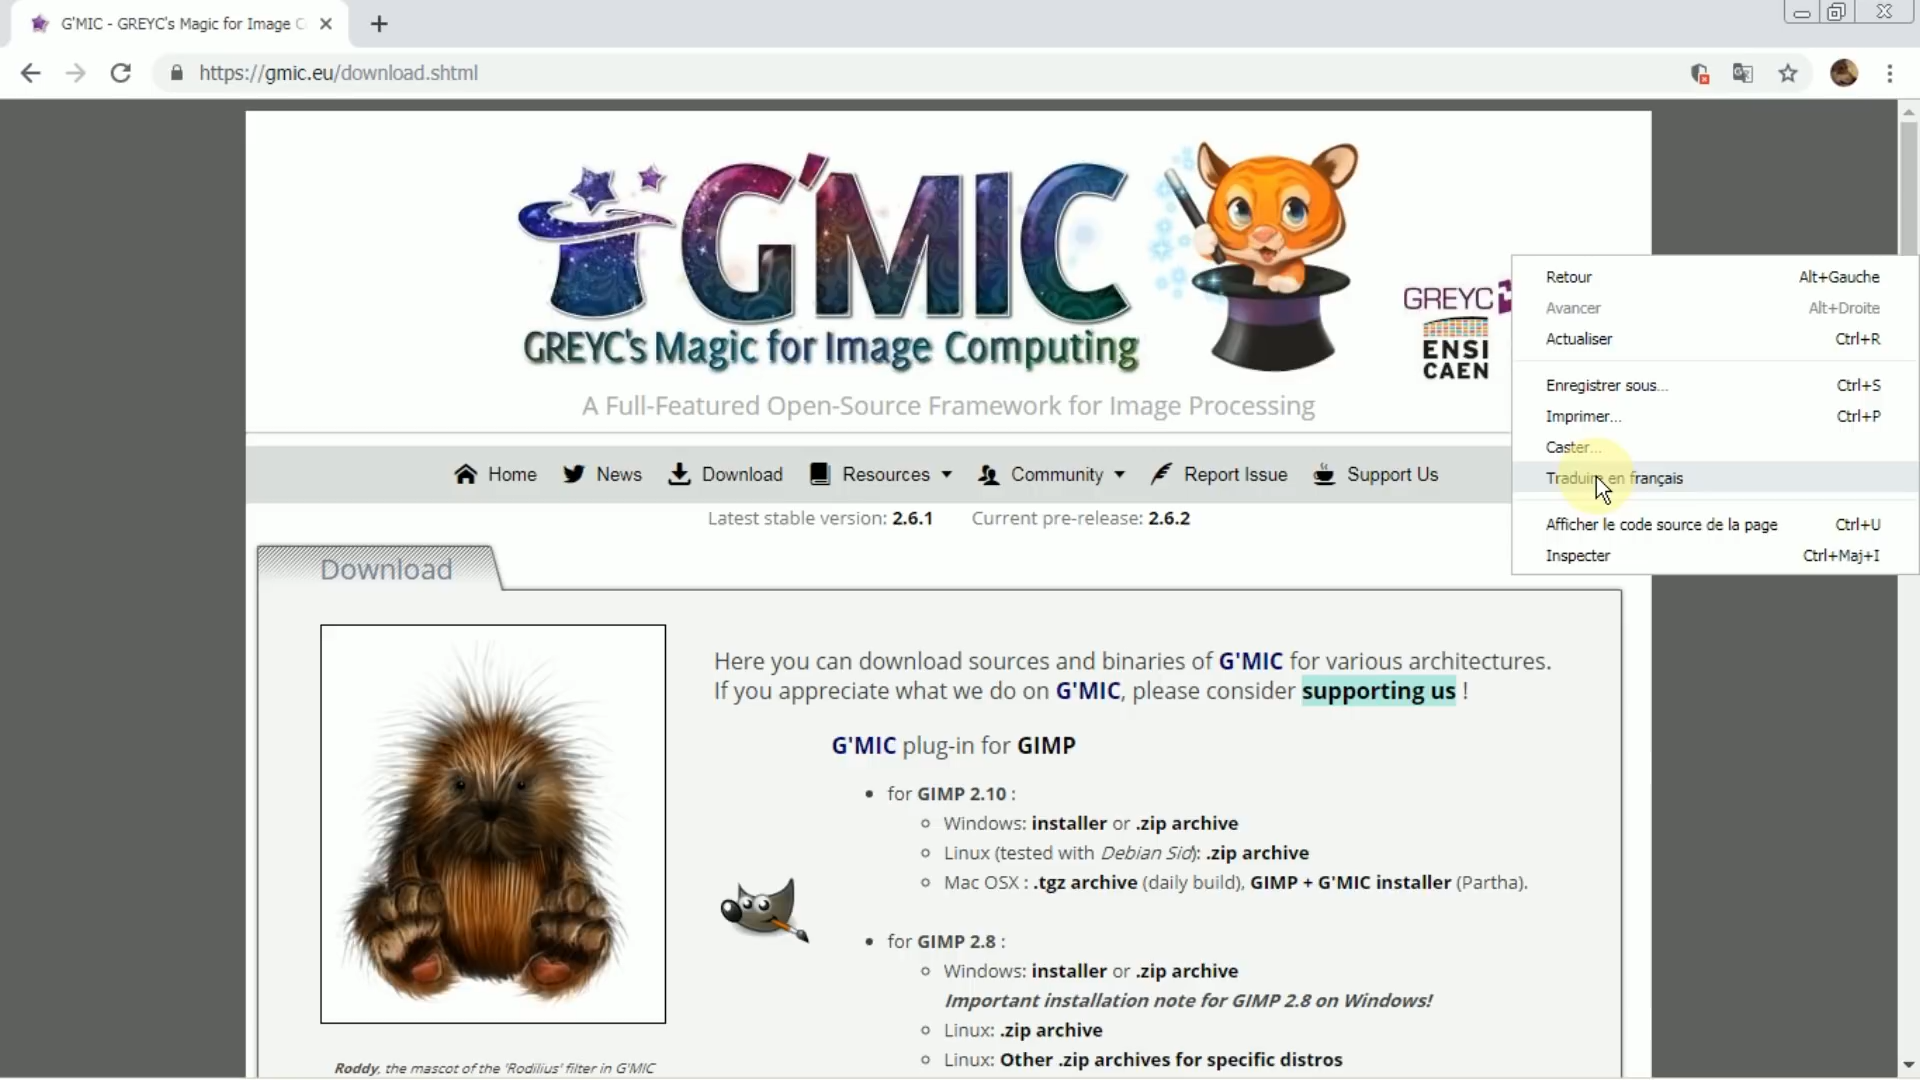 G'MIC - GREYC's Magic for Image C
https://gmic.eu/download.shtml
G'MIC
GREYC's Magic for Image Computing
A Full-Featured Open-Source Framework for Image Processing
GREYC
ENSI
CAEN
Retour Alt+Gauche
Avancer Alt+Droite
Actualiser Ctrl+R
Enregistrer sous... Ctrl+S
Imprimer... Ctrl+P
Caster...
Traduire en français
Afficher le code source de la page Ctrl+U
Inspecter Ctrl+Maj+I
Home News Download Resources Community Report Issue Support Us
Latest stable version: 2.6.1 Current pre-release: 2.6.2
Download
Here you can download sources and binaries of G'MIC for various architectures.
If you appreciate what we do on G'MIC, please consider supporting us !
G'MIC plug-in for GIMP
for GIMP 2.10 :
Windows: installer or .zip archive
Linux (tested with Debian Sid): .zip archive
Mac OSX : .tgz archive (daily build), GIMP + G'MIC installer (Partha).
for GIMP 2.8 :
Windows: installer or .zip archive
Important installation note for GIMP 2.8 on Windows!
Linux: .zip archive
Linux: Other .zip archives for specific distros
Roddy, the mascot of the 'Rodilius' filter in G'MIC